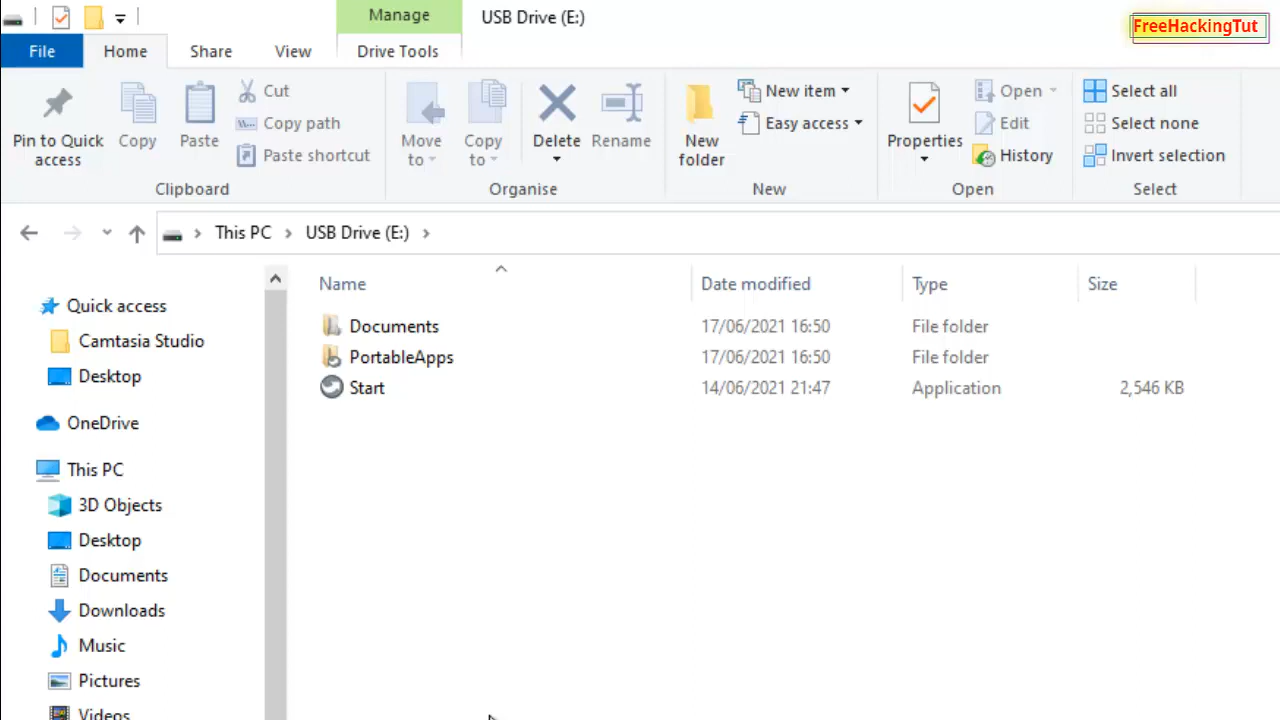 Manage
USB Drive (E:)
FreeHackingTut
File
Home
Share
View
Drive Tools
Pin to Quick access
Copy
Paste
Cut
Copy path
Paste shortcut
Clipboard
Move to
Copy to
Delete
Rename
Organise
New folder
New item
Easy access
New
Properties
Open
Edit
History
Open
Select all
Select none
Invert selection
Select
This PC
USB Drive (E:)
Quick access
Camtasia Studio
Desktop
OneDrive
This PC
3D Objects
Desktop
Documents
Downloads
Music
Pictures
Videos
Name Date modified Type Size
Documents 17/06/2021 16:50 File folder
PortableApps 17/06/2021 16:50 File folder
Start 14/06/2021 21:47 Application 2,546 KB